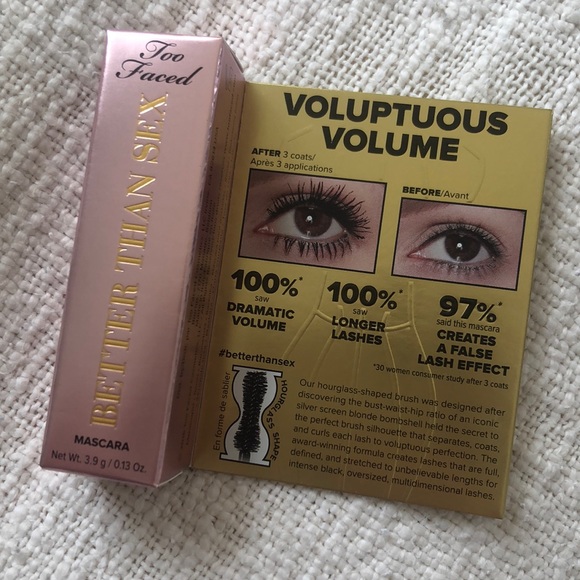 Too
Faced
BETTER THAN SEX
MASCARA
Net Wt. 3.9 g / 0.13 Oz.
VOLUPTUOUS
VOLUME
AFTER 3 coats/
Après 3 applications
BEFORE/Avant
100%*
saw
DRAMATIC
VOLUME
100%*
saw
LONGER
LASHES
97%*
said this mascara
CREATES
A FALSE
LASH EFFECT
*30 women consumer study after 3 coats
#betterthansex
En forme de sablier
HOURGLASS SHAPE
Our hourglass-shaped brush was designed after
discovering the bust-waist-hip ratio of an iconic
silver screen blonde bombshell held the secret to
the perfect brush silhouette that separates, coats,
and curls each lash to voluptuous perfection. The
award-winning formula creates lashes that are full,
defined, and stretched to unbelievable lengths for
intense black, oversized, multidimensional lashes.